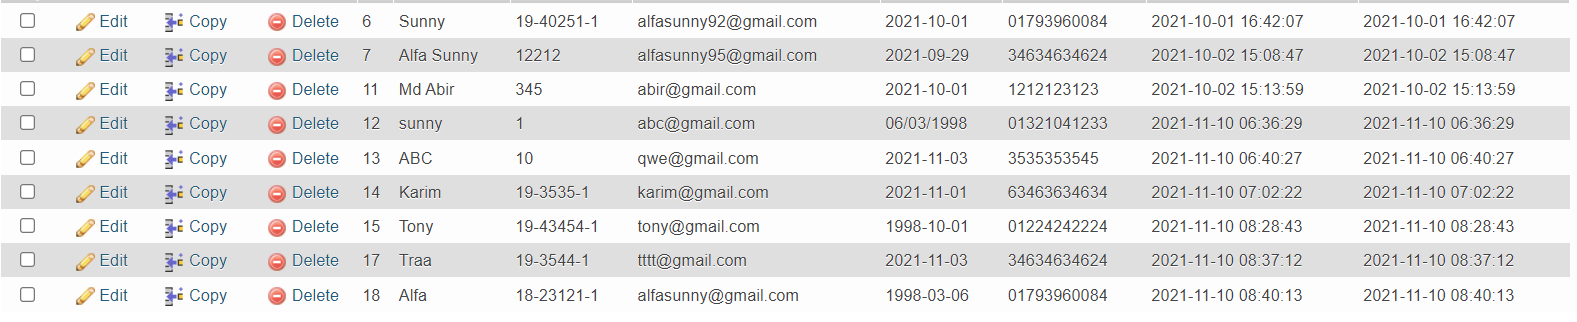 Edit Copy Delete 6 Sunny 19-40251-1 alfasunny92@gmail.com 2021-10-01 01793960084 2021-10-01 16:42:07 2021-10-01 16:42:07
Edit Copy Delete 7 Alfa Sunny 12212 alfasunny95@gmail.com 2021-09-29 34634634624 2021-10-02 15:08:47 2021-10-02 15:08:47
Edit Copy Delete 11 Md Abir 345 abir@gmail.com 2021-10-01 1212123123 2021-10-02 15:13:59 2021-10-02 15:13:59
Edit Copy Delete 12 sunny 1 abc@gmail.com 06/03/1998 01321041233 2021-11-10 06:36:29 2021-11-10 06:36:29
Edit Copy Delete 13 ABC 10 qwe@gmail.com 2021-11-03 3535353545 2021-11-10 06:40:27 2021-11-10 06:40:27
Edit Copy Delete 14 Karim 19-3535-1 karim@gmail.com 2021-11-01 63463634634 2021-11-10 07:02:22 2021-11-10 07:02:22
Edit Copy Delete 15 Tony 19-43454-1 tony@gmail.com 1998-10-01 01224242224 2021-11-10 08:28:43 2021-11-10 08:28:43
Edit Copy Delete 17 Traa 19-3544-1 tttt@gmail.com 2021-11-03 34634634624 2021-11-10 08:37:12 2021-11-10 08:37:12
Edit Copy Delete 18 Alfa 18-23121-1 alfasunny@gmail.com 1998-03-06 01793960084 2021-11-10 08:40:13 2021-11-10 08:40:13